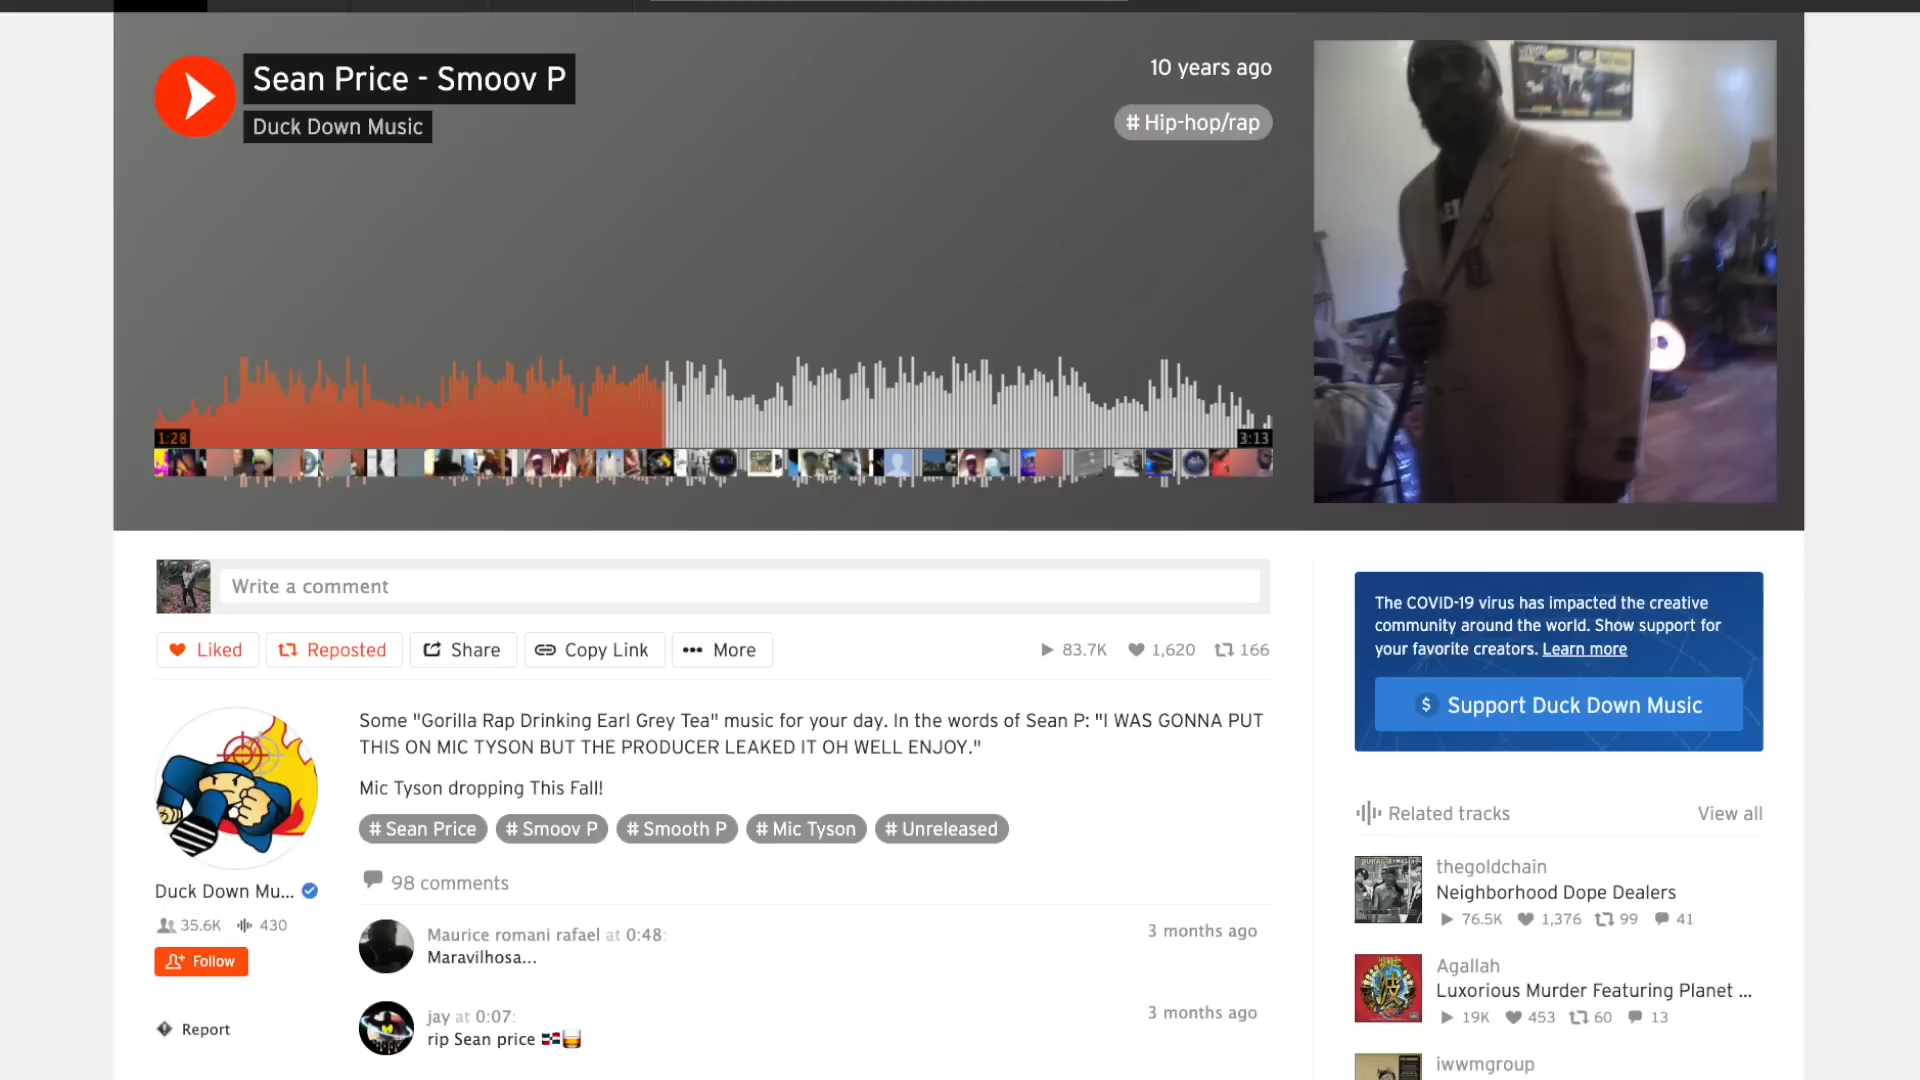 Sean Price - Smoov P
Duck Down Music
10 years ago
# Hip-hop/rap
1:28
3:13
Write a comment
Liked
Reposted
Share
Copy Link
More
83.7K
1,620
166
Some "Gorilla Rap Drinking Earl Grey Tea" music for your day. In the words of Sean P: "I WAS GONNA PUT
THIS ON MIC TYSON BUT THE PRODUCER LEAKED IT OH WELL ENJOY."
Mic Tyson dropping This Fall!
# Sean Price
# Smoov P
# Smooth P
# Mic Tyson
# Unreleased
Duck Down Mu...
35.6K
430
Follow
Report
98 comments
Maurice romani rafael at 0:48:
3 months ago
Maravilhosa...
jay at 0:07:
3 months ago
rip Sean price
The COVID-19 virus has impacted the creative
community around the world. Show support for
your favorite creators. Learn more
$ Support Duck Down Music
Related tracks
View all
thegoldchain
Neighborhood Dope Dealers
76.5K
1,376
99
41
Agallah
Luxorious Murder Featuring Planet ...
19K
453
60
13
iwwmgroup